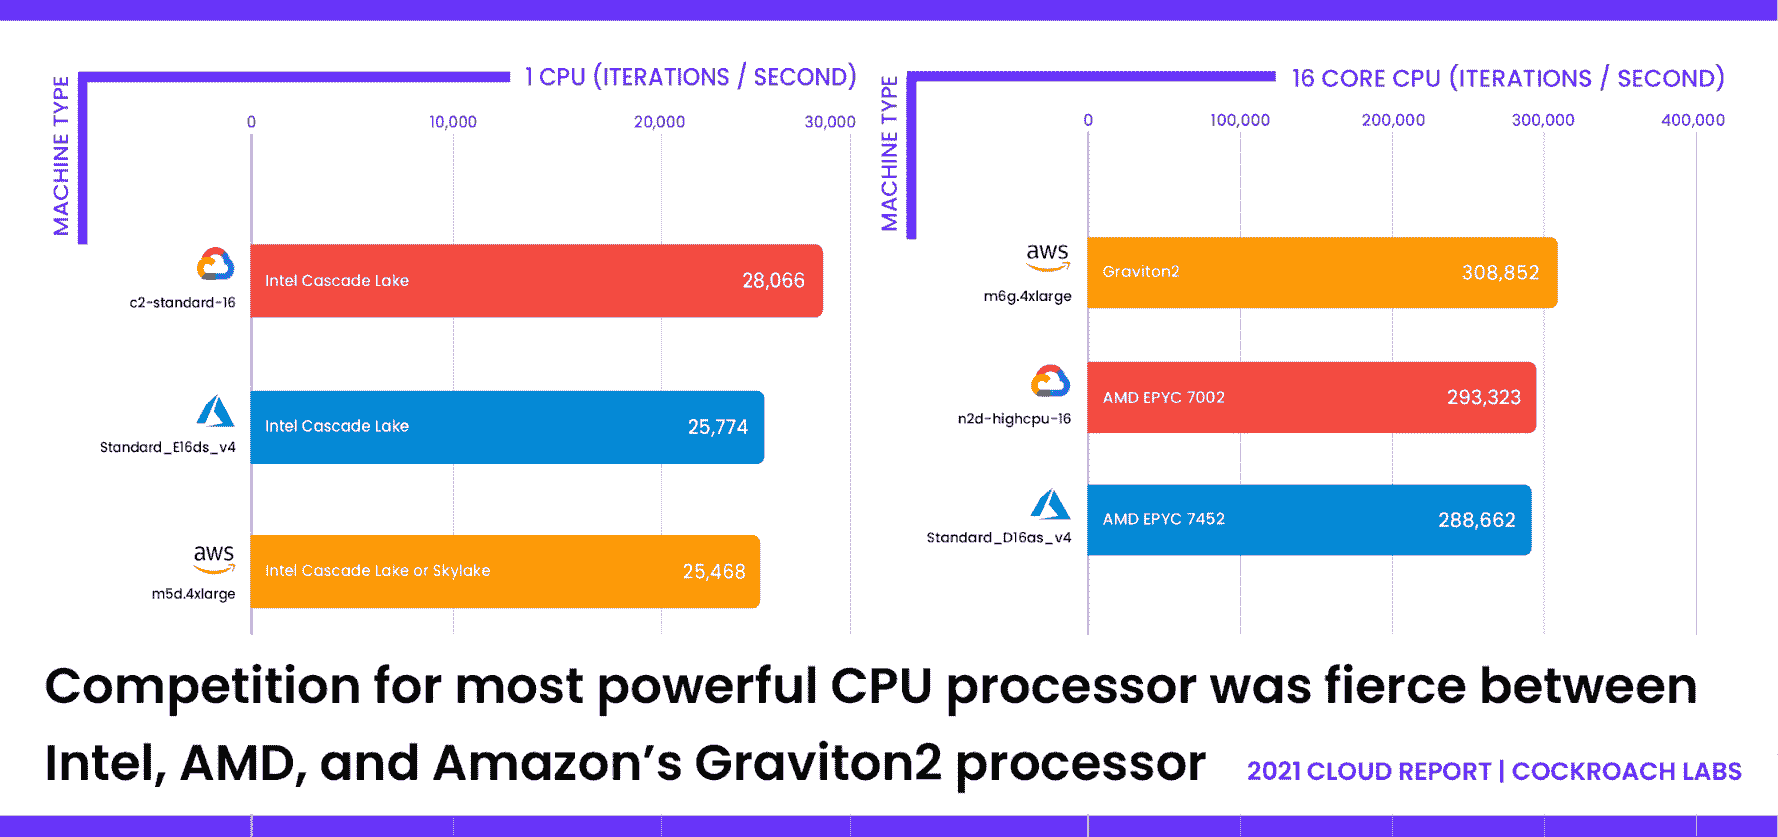 MACHINE TYPE
1 CPU (ITERATIONS / SECOND)
0 10,000 20,000 30,000
c2-standard-16
Intel Cascade Lake 28,066
Standard_E16ds_v4
Intel Cascade Lake 25,774
aws
m5d.4xlarge
Intel Cascade Lake or Skylake 25,468
MACHINE TYPE
16 CORE CPU (ITERATIONS / SECOND)
0 100,000 200,000 300,000 400,000
aws
m6g.4xlarge
Graviton2 308,852
n2d-highcpu-16
AMD EPYC 7002 293,323
Standard_D16as_v4
AMD EPYC 7452 288,662
Competition for most powerful CPU processor was fierce between
Intel, AMD, and Amazon's Graviton2 processor
2021 CLOUD REPORT | COCKROACH LABS